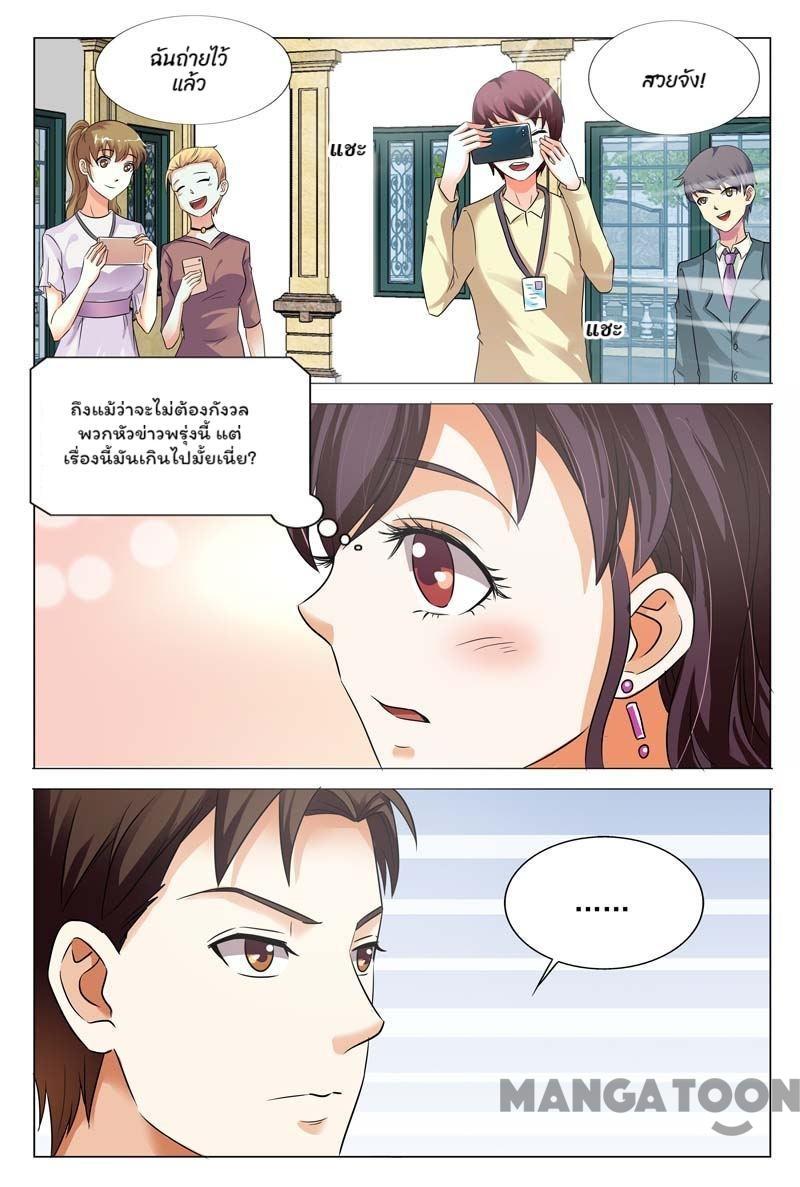 ฉันถ่ายไว้
แล้ว
สวยจัง!
แชะ
แชะ
ถึงแม้ว่าจะไม่ต้องกังวล
พวกหัวข่าวพรุ่งนี้ แต่
เรื่องนี้มันเกินไปมั้ยเนี่ย?
......
MANGATOON